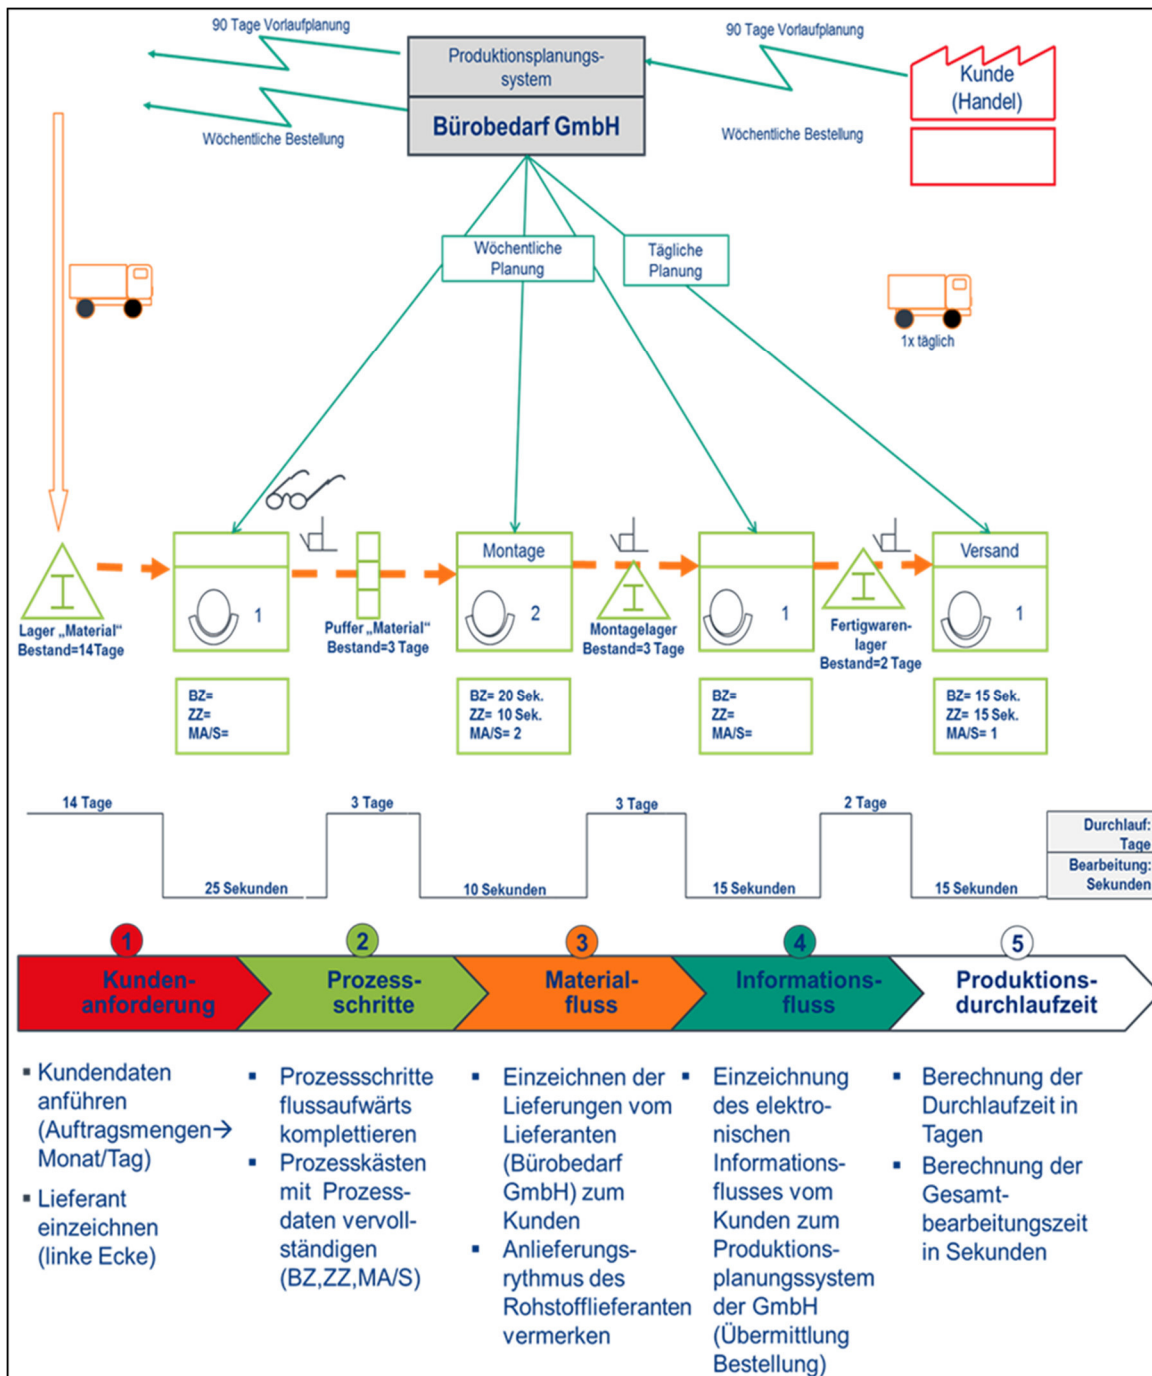 90 Tage Vorlaufplanung
Wöchentliche Bestellung
Produktionsplanungs-
system
Bürobedarf GmbH
90 Tage Vorlaufplanung
Wöchentliche Bestellung
Kunde
(Handel)
Wöchentliche
Planung
Tägliche
Planung
1x täglich
Lager „Material“
Bestand=14Tage
1
Puffer „Material“
Bestand=3 Tage
Montage
2
Montagelager
Bestand=3 Tage
1
Fertigwaren-
lager
Bestand=2 Tage
Versand
1
BZ=
ZZ=
MA/S=
BZ= 20 Sek.
ZZ= 10 Sek.
MA/S= 2
BZ=
ZZ=
MA/S=
BZ= 15 Sek.
ZZ= 15 Sek.
MA/S= 1
14 Tage
3 Tage
3 Tage
2 Tage
25 Sekunden
10 Sekunden
15 Sekunden
15 Sekunden
Durchlauf:
Tage
Bearbeitung:
Sekunden
1
Kunden-
anforderung
2
Prozess-
schritte
3
Material-
fluss
4
Informations-
fluss
5
Produktions-
durchlaufzeit
▪ Kundendaten
anführen
(Auftragsmengen→
Monat/Tag)
▪ Lieferant
einzeichnen
(linke Ecke)
▪ Prozessschritte
flussaufwärts
komplettieren
▪ Prozesskästen
mit Prozess-
daten vervoll-
ständigen
(BZ,ZZ,MA/S)
▪ Einzeichnen der
Lieferungen vom
Lieferanten
(Bürobedarf
GmbH) zum
Kunden
▪ Anlieferungs-
rythmus des
Rohstofflieferanten
vermerken
▪ Einzeichnung
des elektro-
nischen
Informations-
flusses vom
Kunden zum
Produktions-
planungssystem
der GmbH
(Übermittlung
Bestellung)
▪ Berechnung der
Durchlaufzeit in
Tagen
▪ Berechnung der
Gesamt-
bearbeitungszeit
in Sekunden